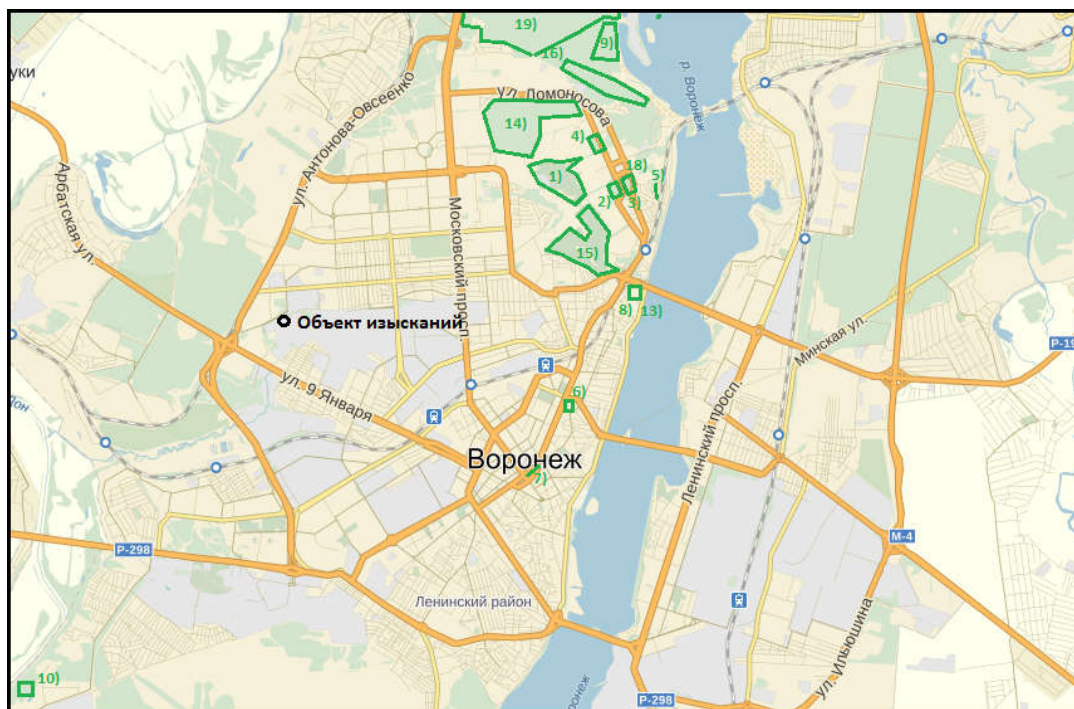 19)
9)
16)
уки
р. Воронеж
ул. Ломоносова
ул. Антонова-Овсеенко
14)
4)
18)
5)
1)
2)
3)
Арбатская ул.
Московский просп.
15)
8)
13)
Объект изысканий
Минская ул.
Р-19
ул. 9 Января
6)
Ленинский просп.
Дон
Воронеж
7)
Р-298
М-4
Ленинский район
ул. Ильюшина
10)
Р-298
Воронеж